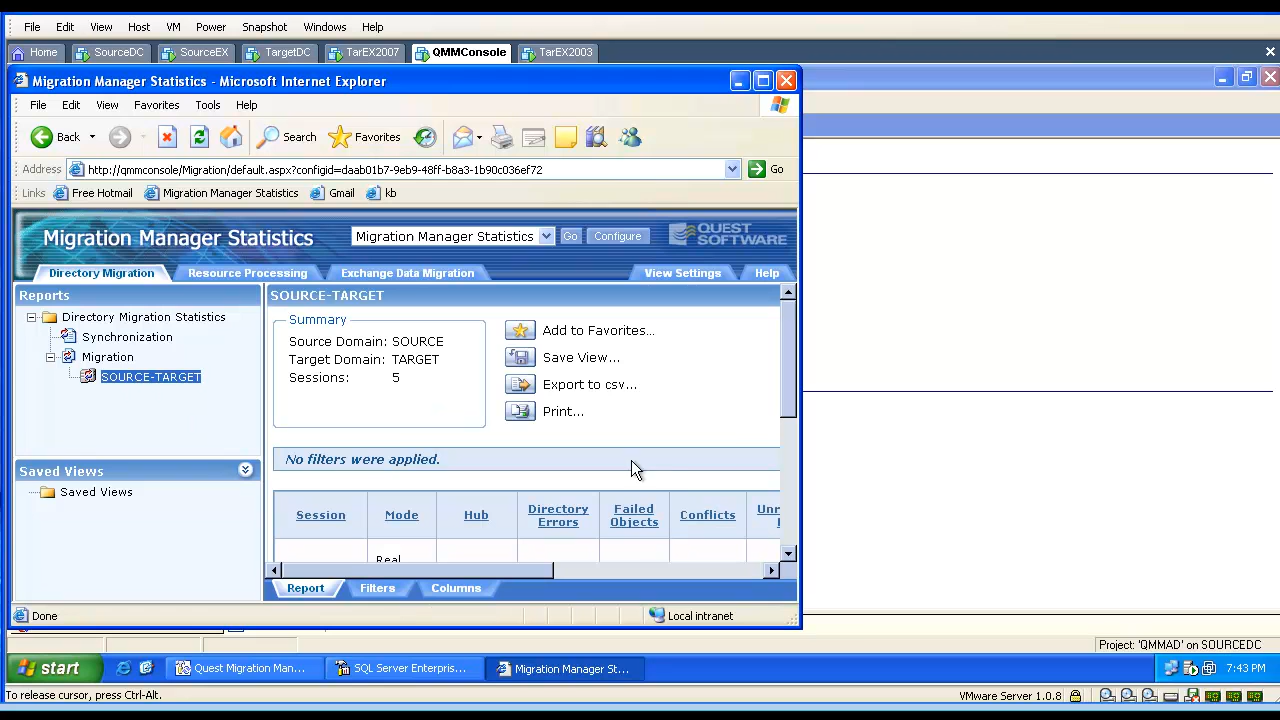 File Edit View Host VM Power Snapshot Windows Help
Home SourceDC SourceEX TargetDC TarEX2007 QMMConsole TarEX2003
Migration Manager Statistics - Microsoft Internet Explorer
File Edit View Favorites Tools Help
Back Search Favorites
Address http://qmmconsole/Migration/default.aspx?configid=daab01b7-9eb9-48ff-b8a3-1b90c036ef72 Go
Links Free Hotmail Migration Manager Statistics Gmail kb
Migration Manager Statistics Migration Manager Statistics Go Configure QUEST SOFTWARE
Directory Migration Resource Processing Exchange Data Migration View Settings Help
Reports
Directory Migration Statistics
Synchronization
Migration
SOURCE-TARGET
Saved Views
Saved Views
SOURCE-TARGET
Summary
Source Domain: SOURCE
Target Domain: TARGET
Sessions: 5
Add to Favorites...
Save View...
Export to csv...
Print...
No filters were applied.
Session Mode Hub Directory Errors Failed Objects Conflicts
Real
Report Filters Columns
Done Local intranet
Project: 'QMMAD' on SOURCEDC
start Quest Migration Man... SQL Server Enterpris... Migration Manager St... 7:43 PM
To release cursor, press Ctrl-Alt. VMware Server 1.0.8